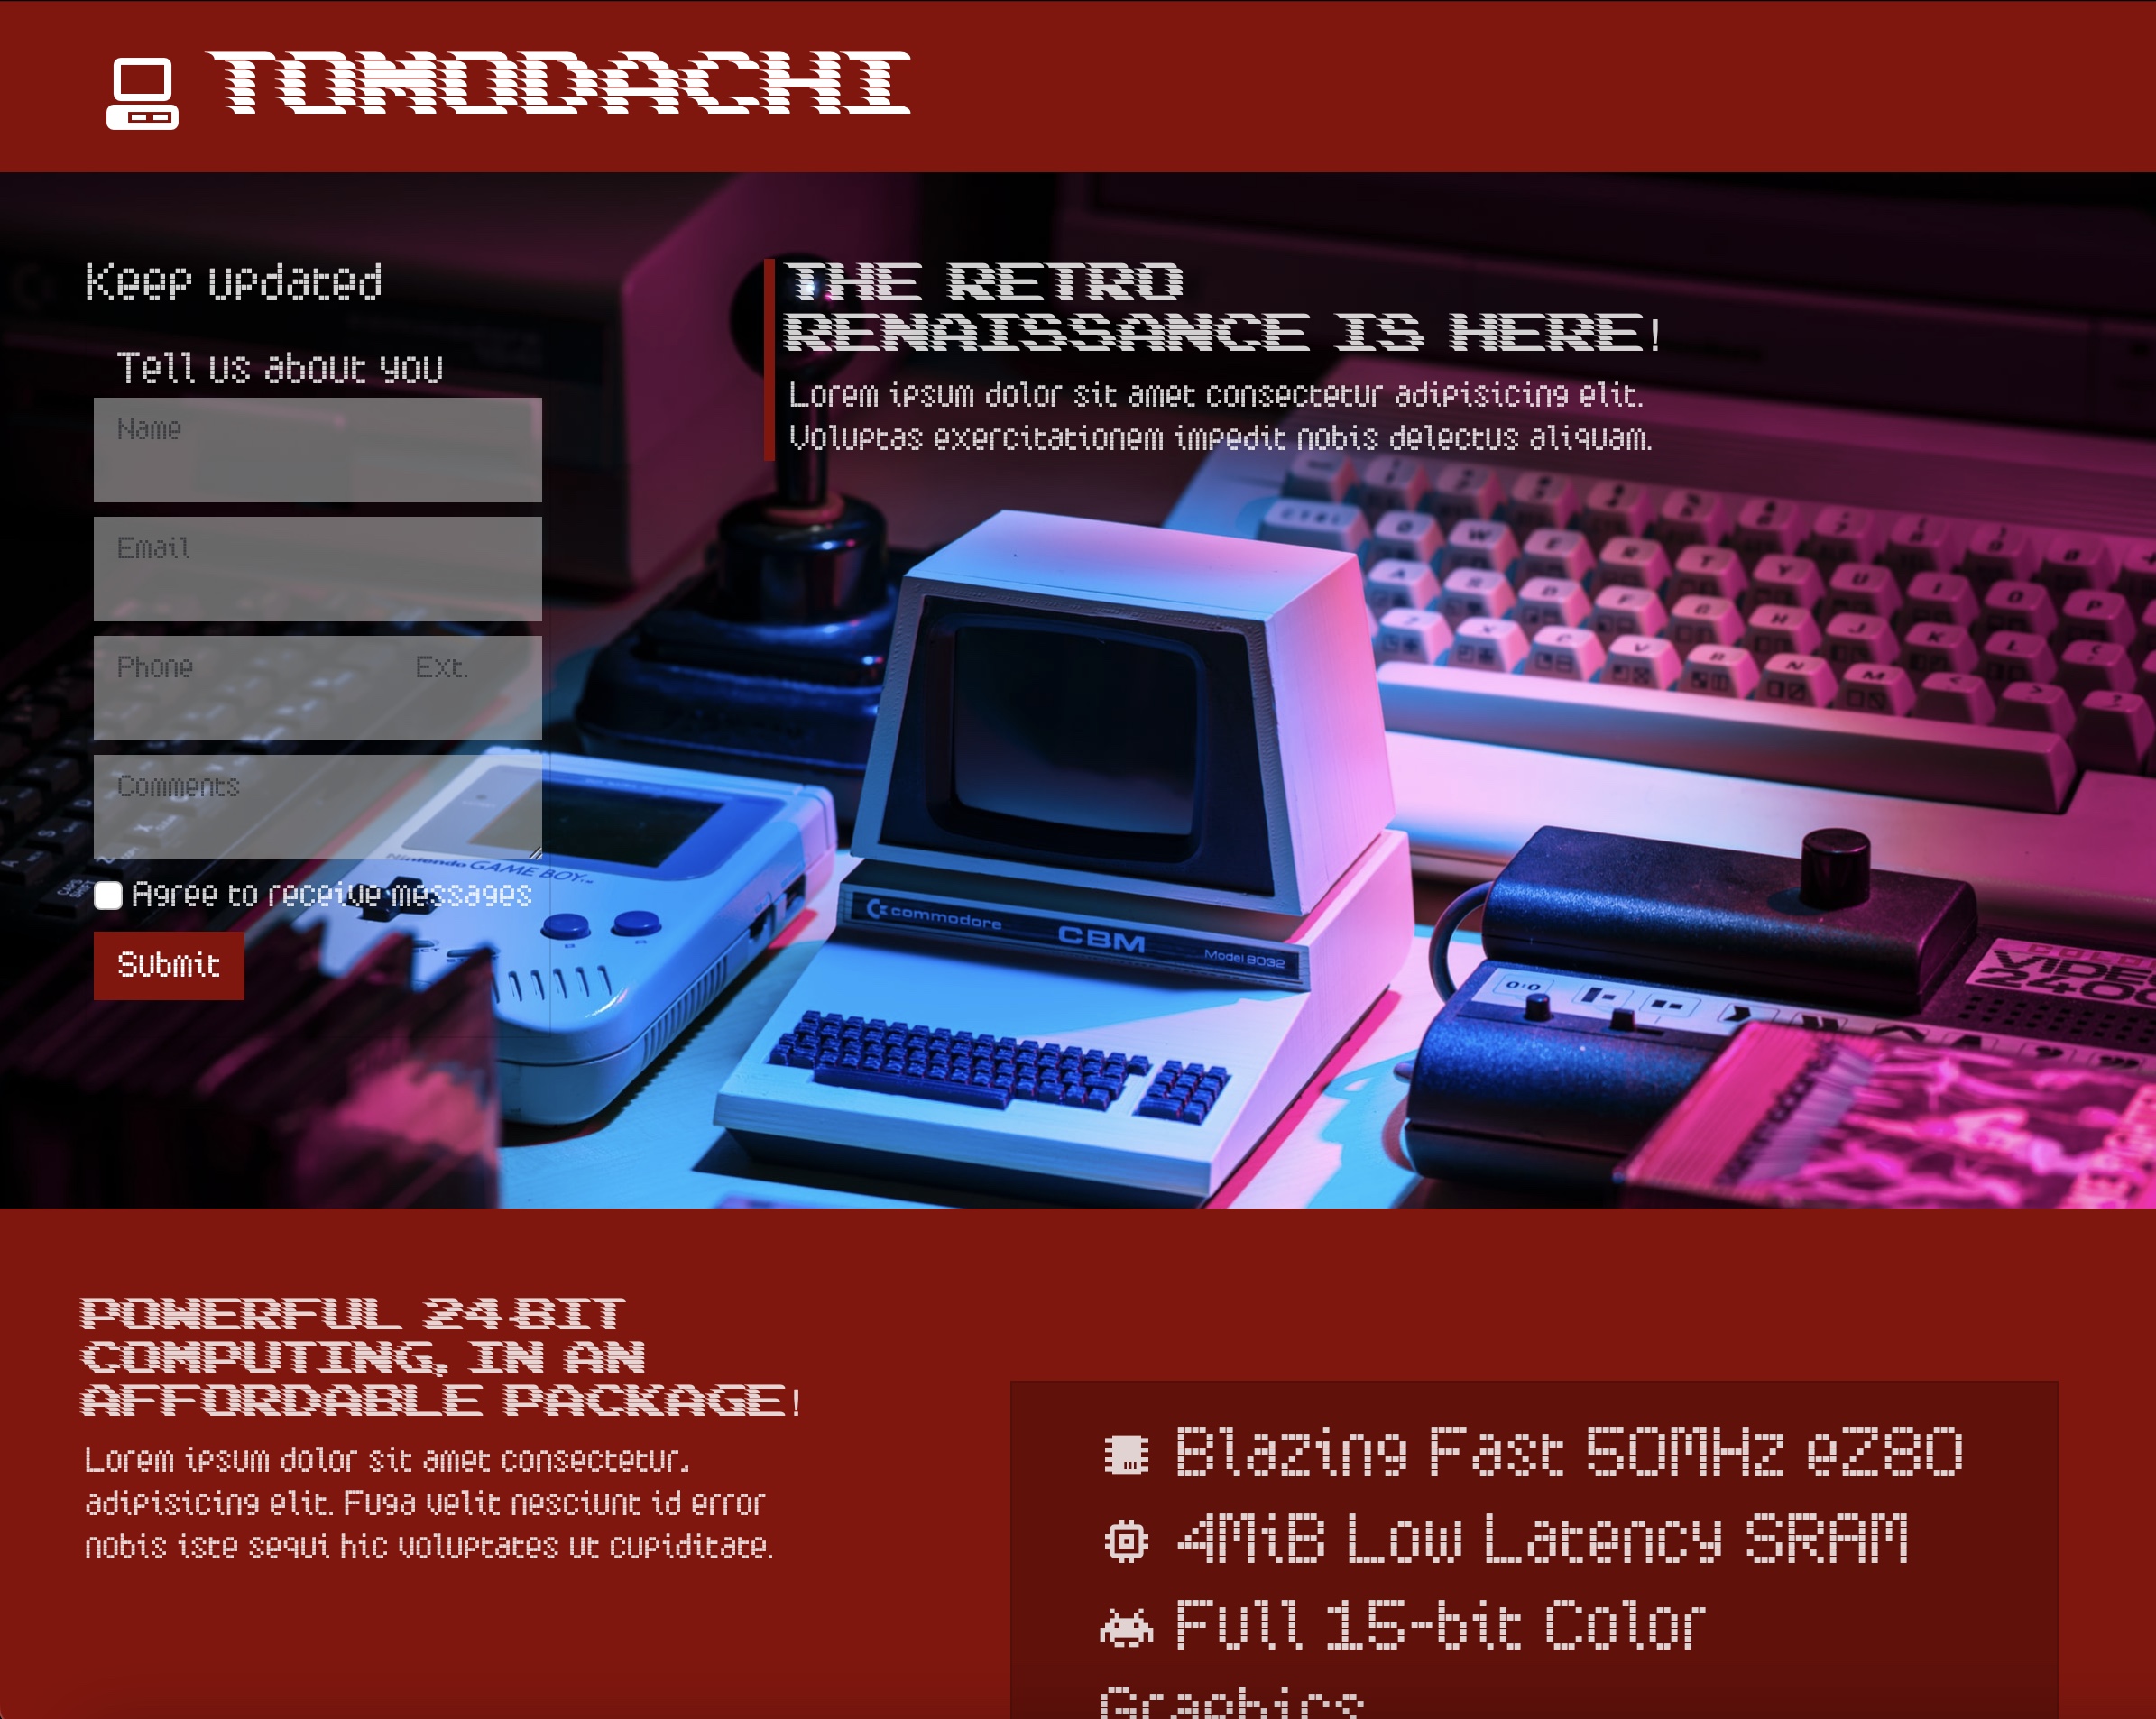 TOMODACHI
Keep updated
Tell us about you
Name
Email
Phone Ext.
Comments
Agree to receive messages
Submit
THE RETRO
RENAISSANCE IS HERE!
Lorem ipsum dolor sit amet consectetur adipisicing elit.
Voluptas exercitationem impedit nobis delectus aliquam.
Nintendo GAME BOY
commodore CBM Model 8032
POWERFUL 24-BIT
COMPUTING, IN AN
AFFORDABLE PACKAGE!
Lorem ipsum dolor sit amet consectetur,
adipisicing elit. Fuga velit nesciunt id error
nobis iste sequi hic voluptates ut cupiditate.
Blazing Fast 50MHz eZ80
4MiB Low Latency SRAM
Full 15-bit Color
Graphics